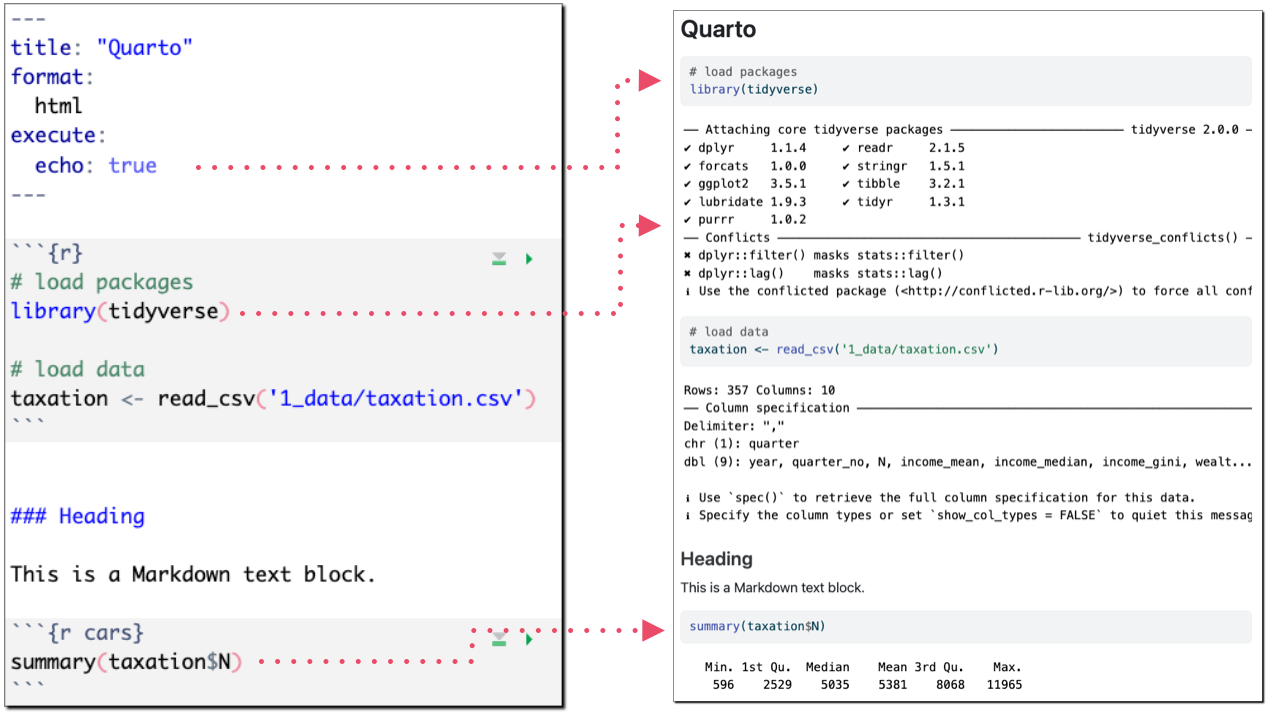 ---
title: "Quarto"
format:
  html
execute:
  echo: true
---
```{r}
# load packages
library(tidyverse)
# load data
taxation <- read_csv('1_data/taxation.csv')
```
### Heading
This is a Markdown text block.
```{r cars}
summary(taxation$N)
```
Quarto
# load packages
library(tidyverse)
── Attaching core tidyverse packages ──────────────────────── tidyverse 2.0.0 ─
✔ dplyr     1.1.4     ✔ readr     2.1.5
✔ forcats   1.0.0     ✔ stringr   1.5.1
✔ ggplot2   3.5.1     ✔ tibble    3.2.1
✔ lubridate 1.9.3     ✔ tidyr     1.3.1
✔ purrr     1.0.2
── Conflicts ────────────────────────────────────────── tidyverse_conflicts() ─
✖ dplyr::filter() masks stats::filter()
✖ dplyr::lag()    masks stats::lag()
ℹ Use the conflicted package (<http://conflicted.r-lib.org/>) to force all conf
# load data
taxation <- read_csv('1_data/taxation.csv')
Rows: 357 Columns: 10
── Column specification ───────────────────────────────────────────────────────
Delimiter: ","
chr (1): quarter
dbl (9): year, quarter_no, N, income_mean, income_median, income_gini, wealt...
ℹ Use `spec()` to retrieve the full column specification for this data.
ℹ Specify the column types or set `show_col_types = FALSE` to quiet this messag
Heading
This is a Markdown text block.
summary(taxation$N)
   Min. 1st Qu.  Median    Mean 3rd Qu.    Max.
    596    2529    5035    5381    8068   11965